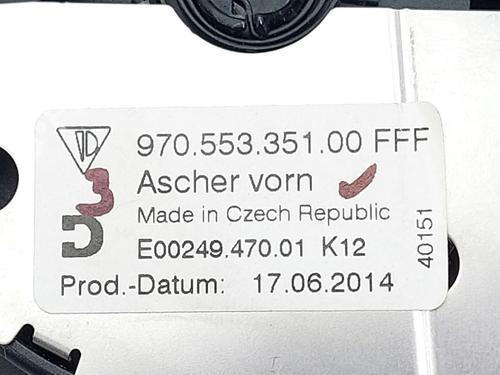 970.553.351.00 FFF
3
Ascher vorn
Made in Czech Republic
D
E00249.470.01 K12
Prod.-Datum: 17.06.2014
40151